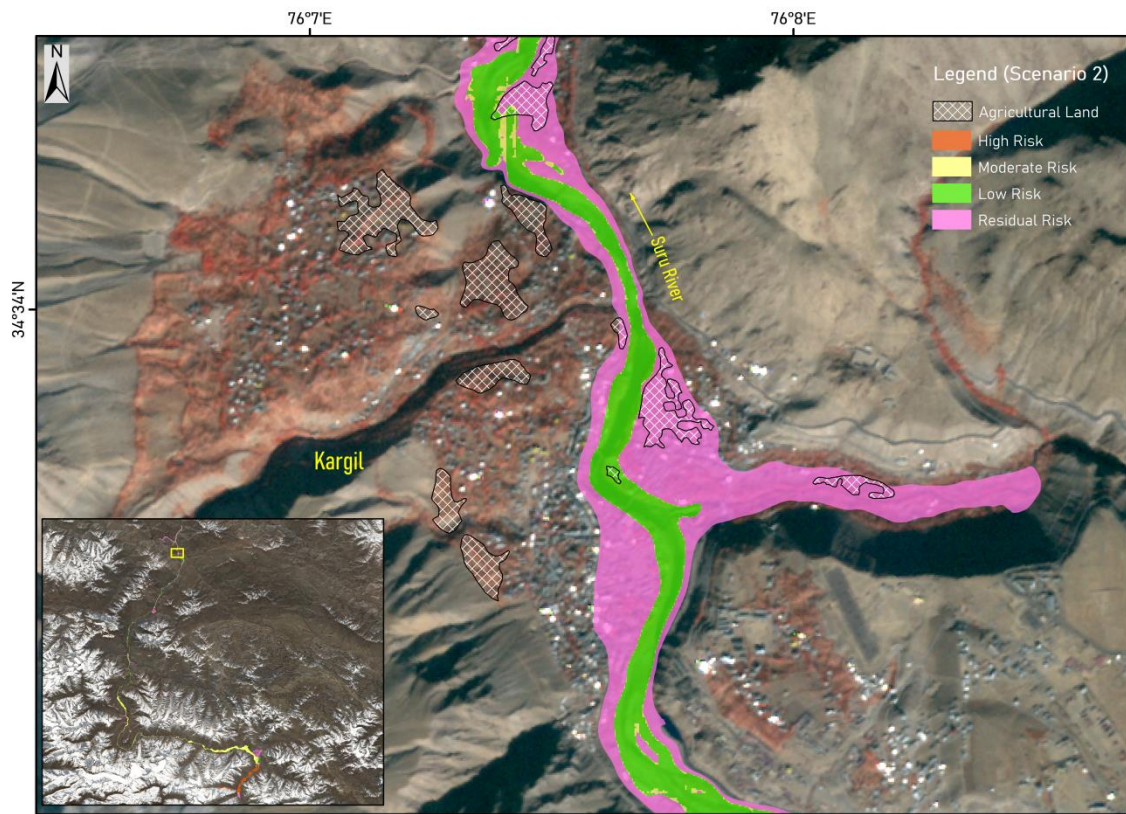 76°7'E
76°8'E
N
Legend (Scenario 2)
Agricultural Land
High Risk
Moderate Risk
Low Risk
Residual Risk
Suru River
34°34'N
Kargil